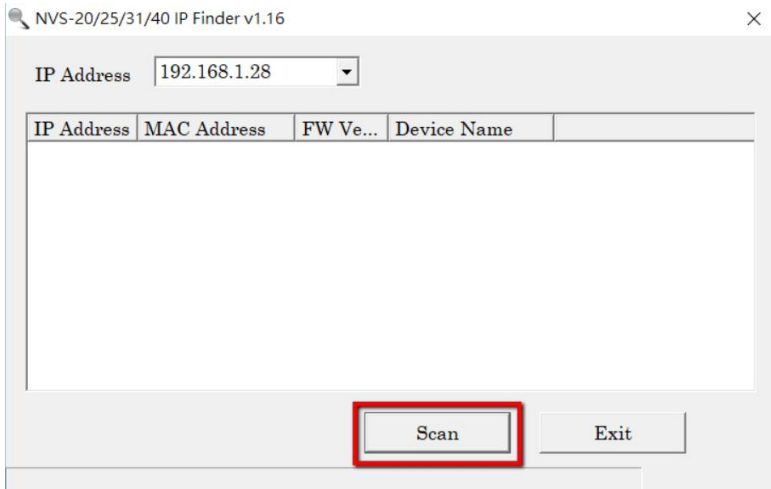 NVS-20/25/31/40 IP Finder v1.16
IP Address 192.168.1.28
IP Address MAC Address FW Ve... Device Name
Scan Exit